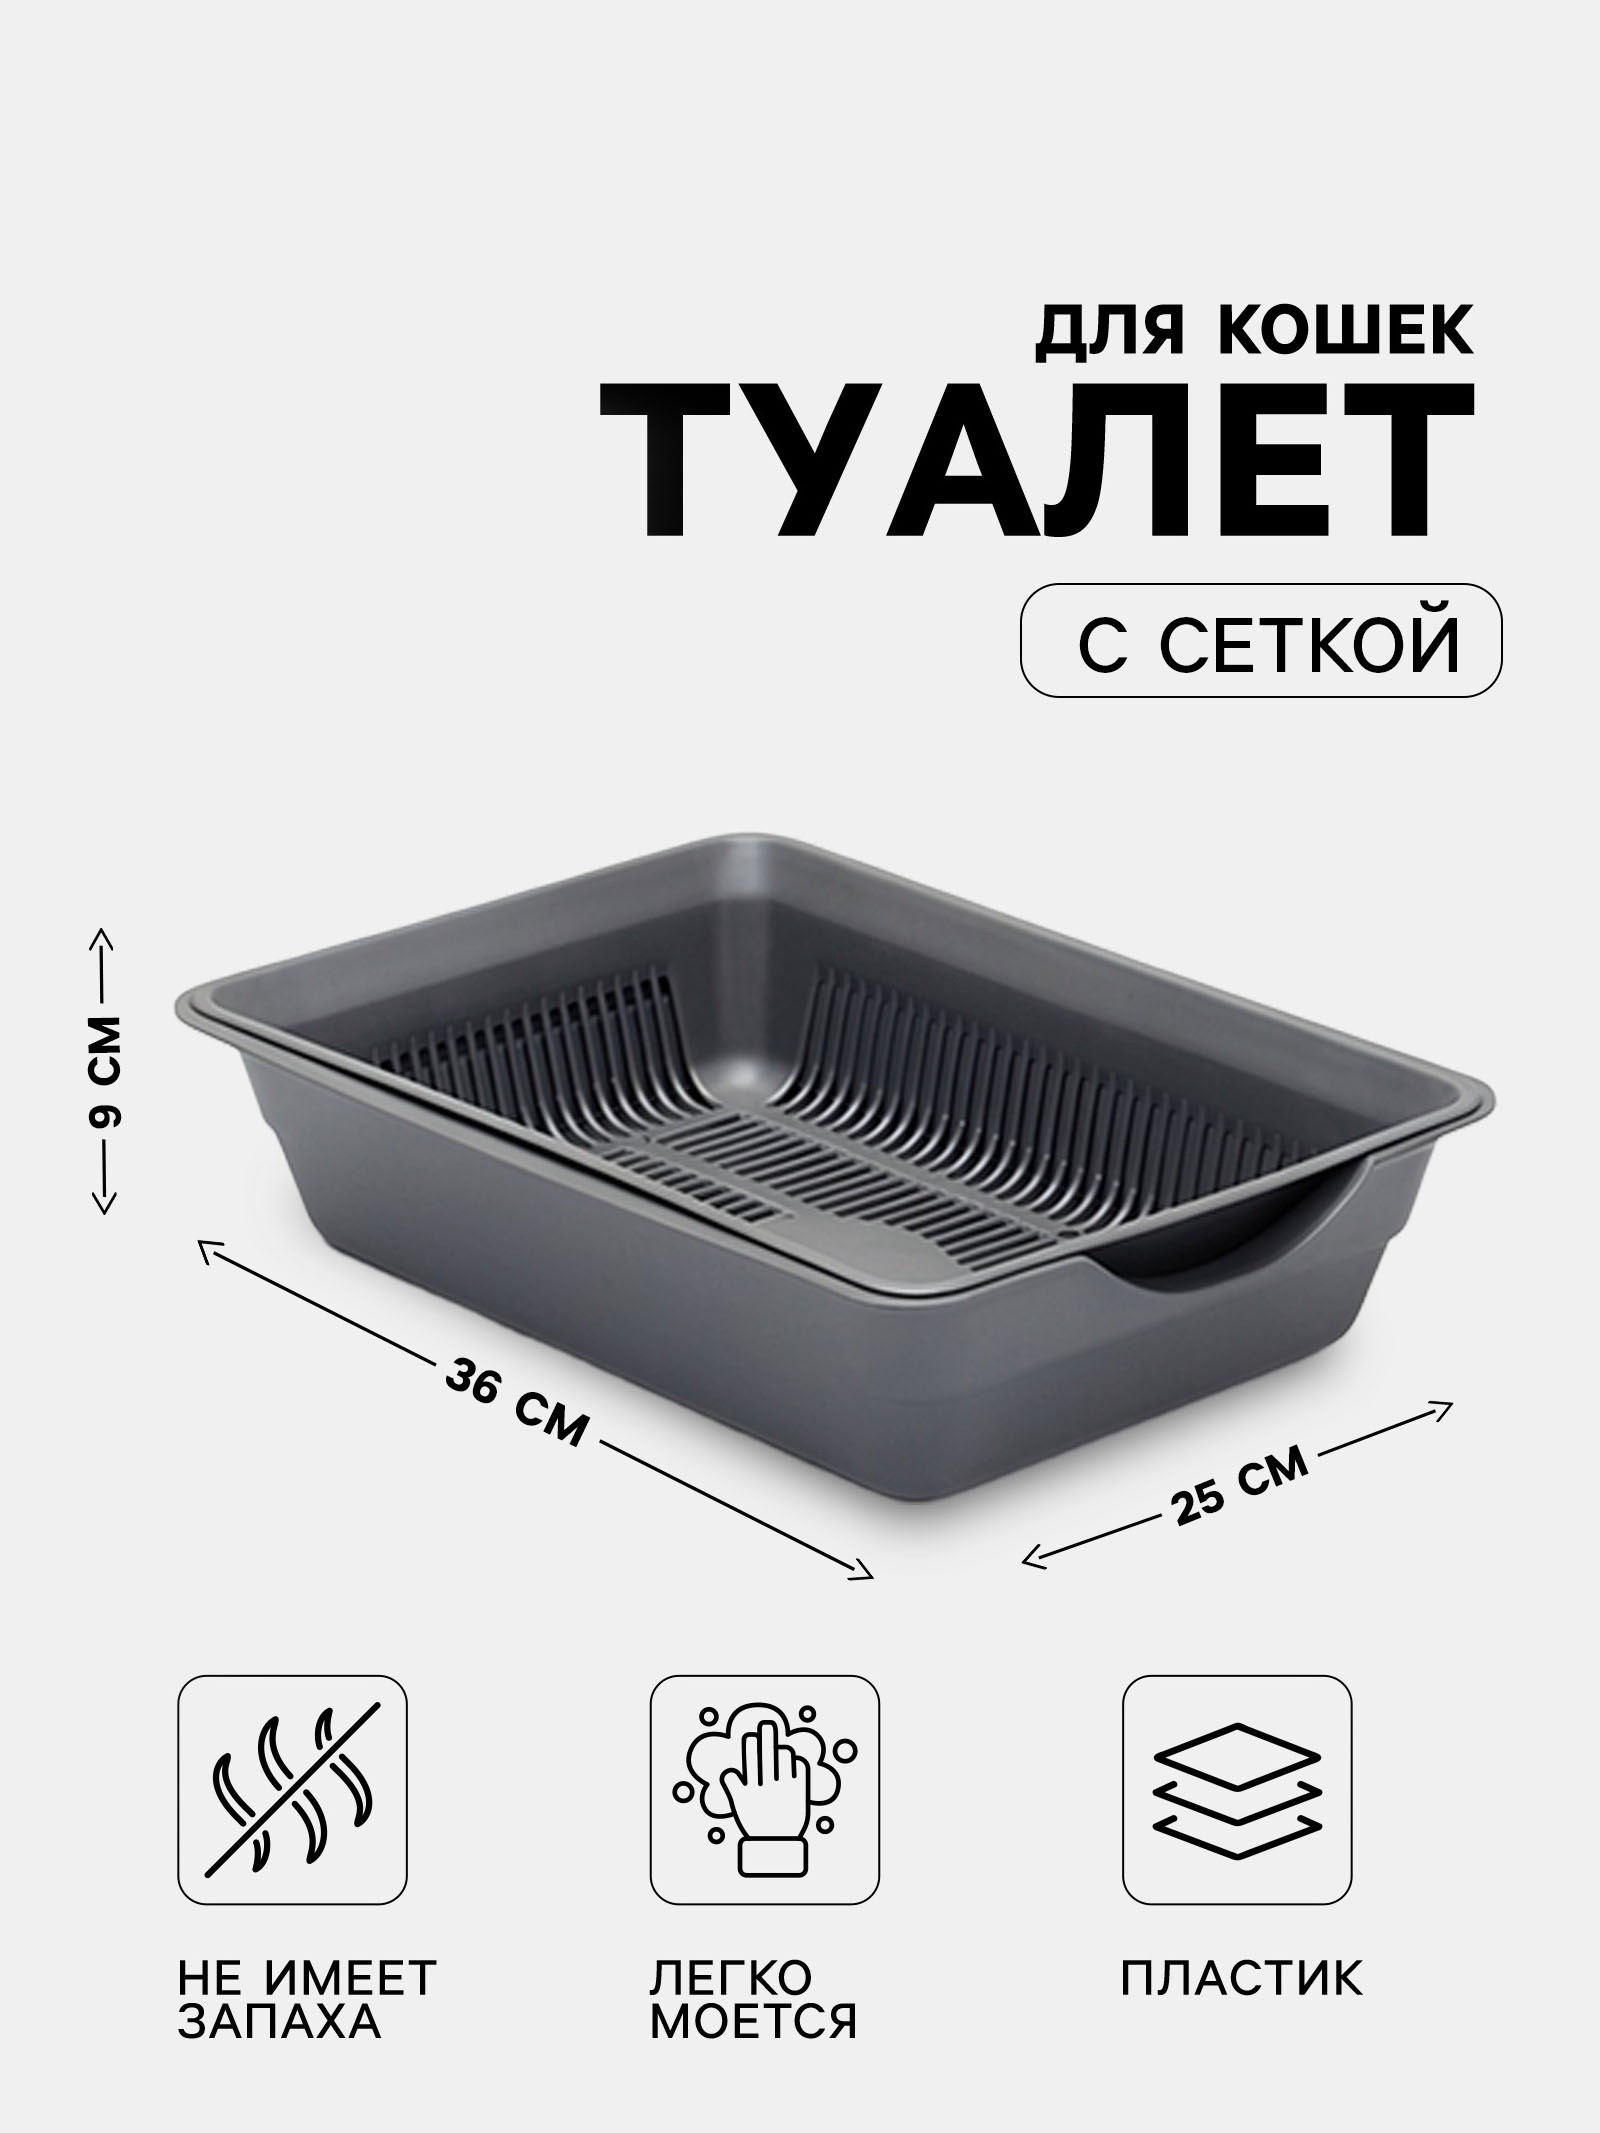 ДЛЯ КОШЕК
ТУАЛЕТ
С СЕТКОЙ
9 СМ
36 СМ
25 СМ
НЕ ИМЕЕТ
ЗАПАХА
ЛЕГКО
МОЕТСЯ
ПЛАСТИК